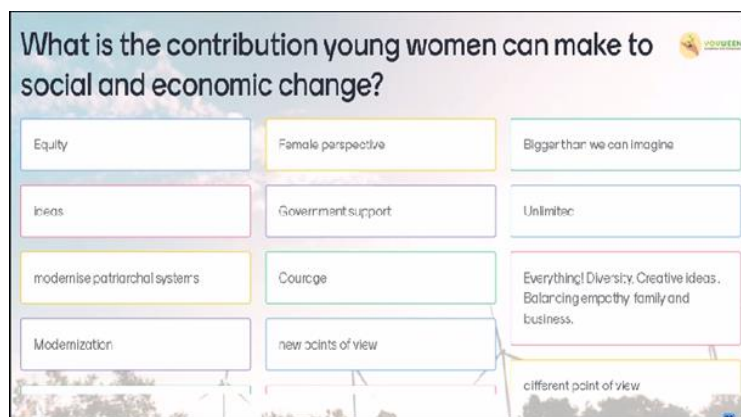 What is the contribution young women can make to
social and economic change?
YOUWEEN
Equity
Female perspective
Bigger than we can imagine
Ideas
Government support
Unlimited
modernise patriarchal systems
Courage
Everything! Diversity. Creative ideas.
Balancing empathy family and
business.
Modernization
new points of view
different point of view